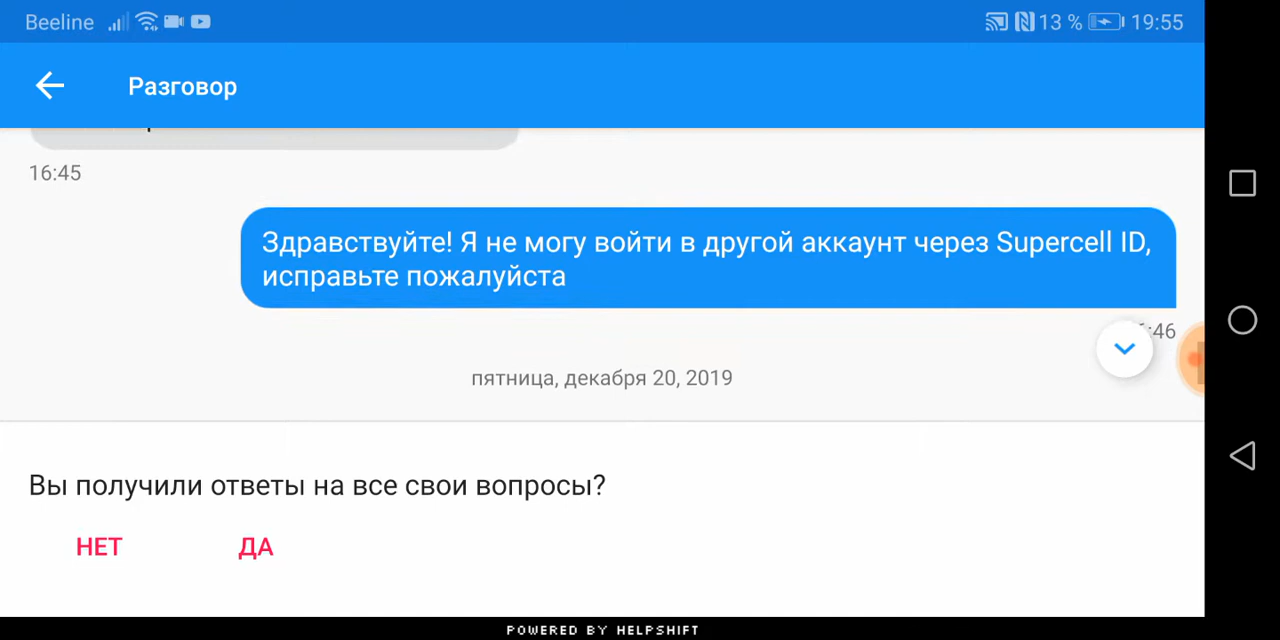 Beeline 13 % 19:55
Разговор
16:45
Здравствуйте! Я не могу войти в другой аккаунт через Supercell ID,
исправьте пожалуйста
:46
пятница, декабря 20, 2019
Вы получили ответы на все свои вопросы?
НЕТ ДА
POWERED BY HELPSHIFT